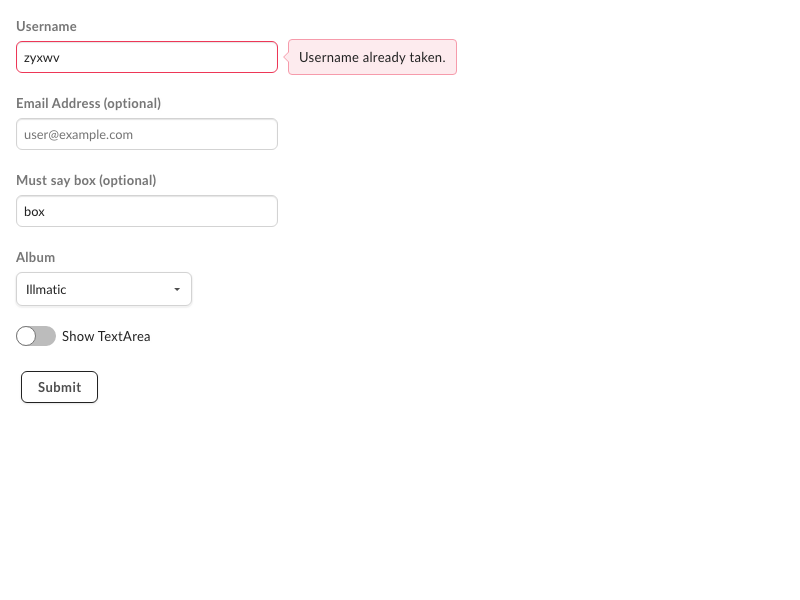 Username
zyxwv
Username already taken.
Email Address (optional)
user@example.com
Must say box (optional)
box
Album
Illmatic
Show TextArea
Submit